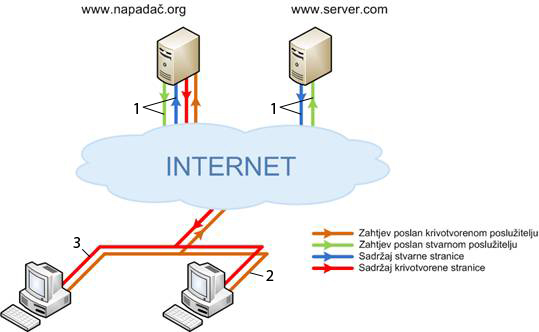 www.napadač.org
www.server.com
1
1
INTERNET
3
2
Zahtjev poslan krivotvorenom poslužitelju
Zahtjev poslan stvarnom poslužitelju
Sadržaj stvarne stranice
Sadržaj krivotvorene stranice